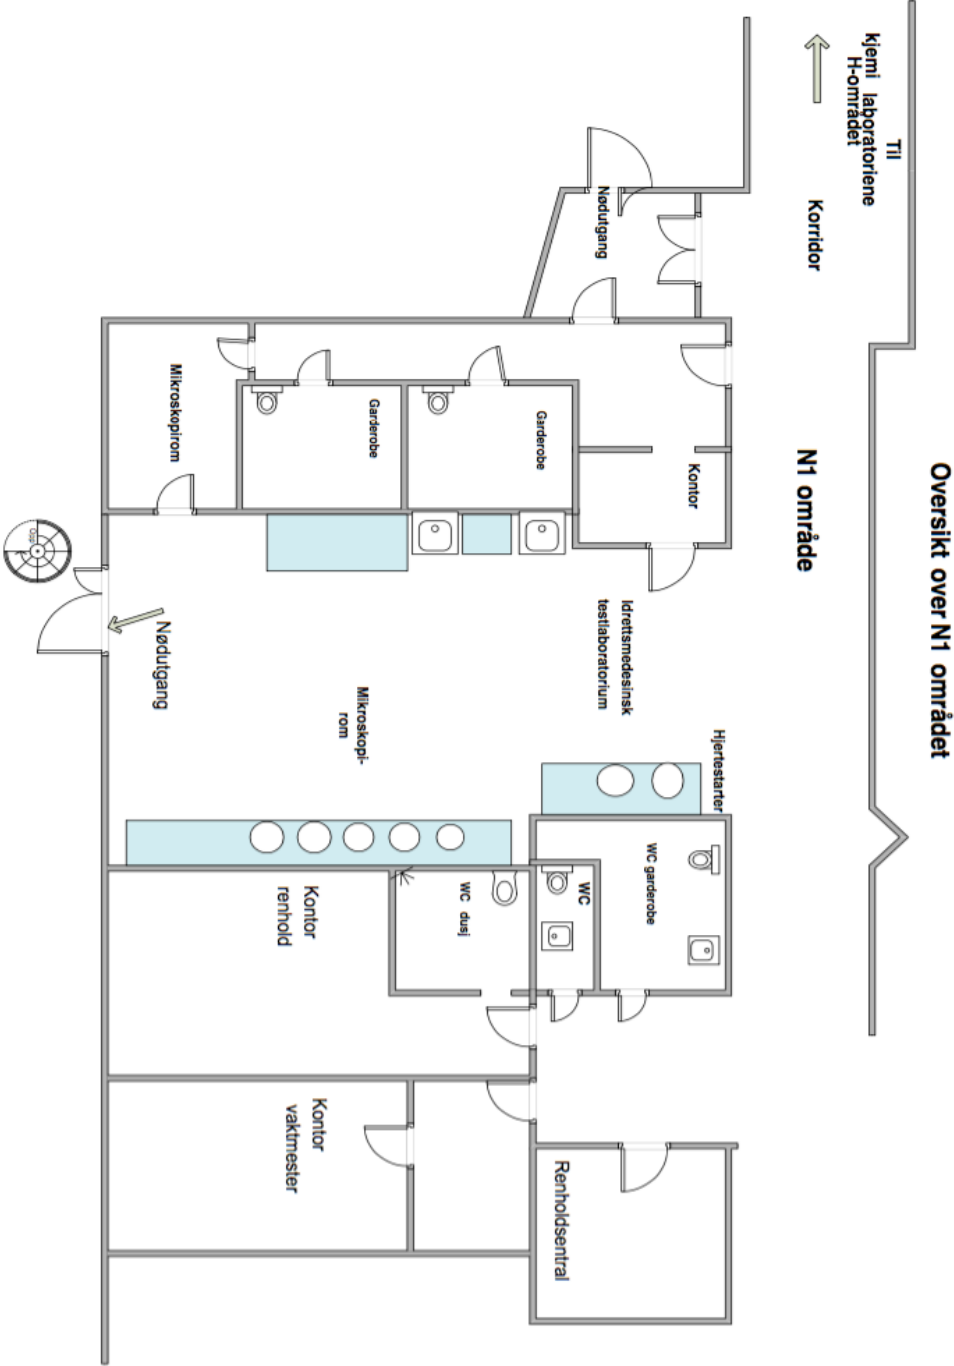 Oversikt over N1 området
Til
kjemi laboratoriene
H-området
Korridor
N1 område
Nødutgang
Kontor
Hjertestarter
Idrettsmedesinsk
testlaboratorium
Garderobe
Garderobe
Mikroskopirom
Mikroskopi-
rom
WC garderobe
WC
WC dusj
Renholdsentral
Kontor
renhold
Kontor
vaktmester
Nødutgang
Opp